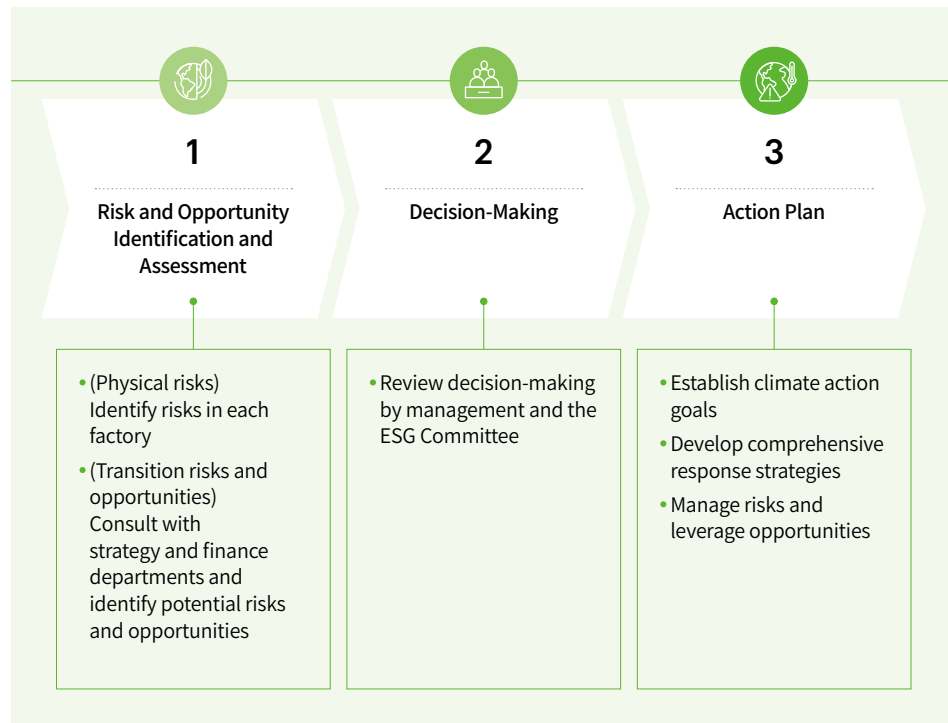 1
Risk and Opportunity
Identification and
Assessment
• (Physical risks)
Identify risks in each
factory
• (Transition risks and
opportunities)
Consult with
strategy and finance
departments and
identify potential risks
and opportunities
2
Decision-Making
• Review decision-making
by management and the
ESG Committee
3
Action Plan
• Establish climate action
goals
• Develop comprehensive
response strategies
• Manage risks and
leverage opportunities